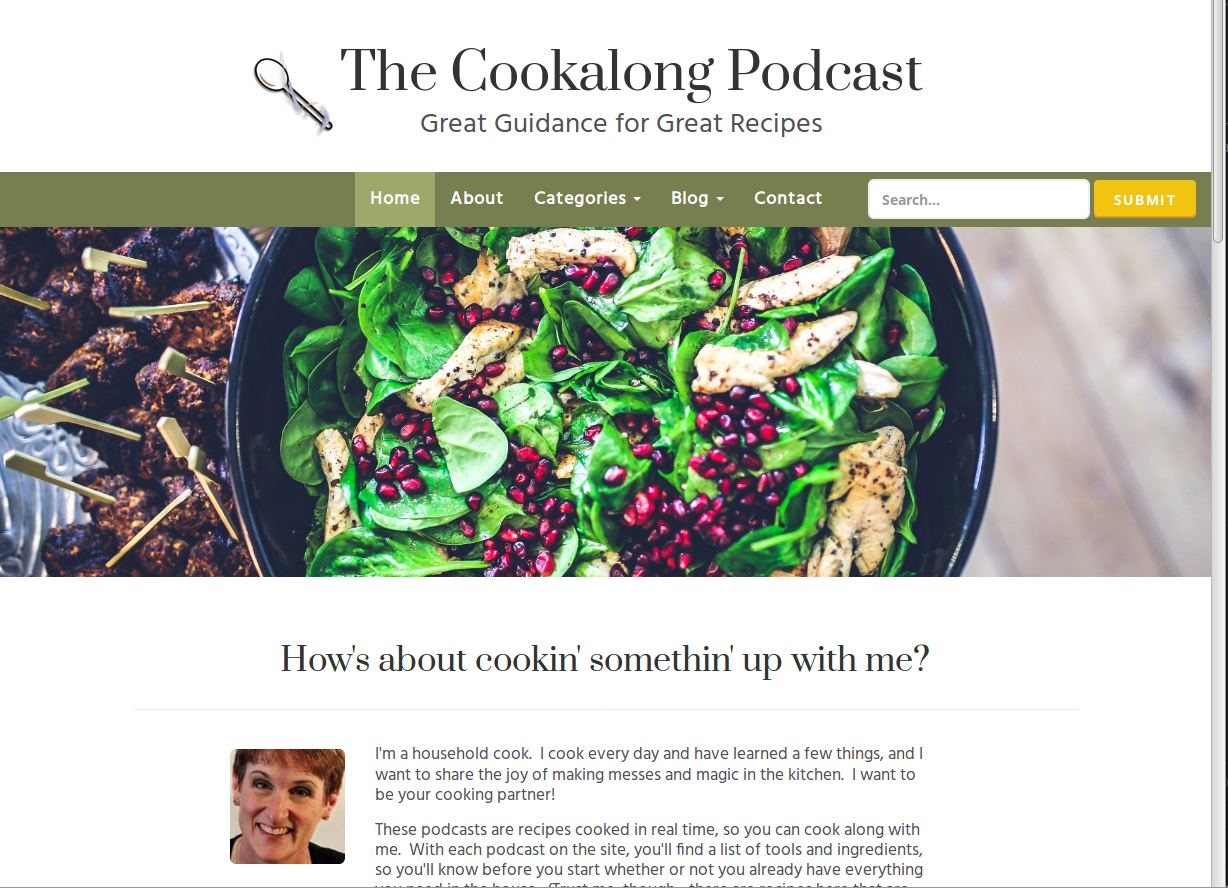 The Cookalong Podcast
Great Guidance for Great Recipes
Home About Categories Blog Contact Search... SUBMIT
How's about cookin' somethin' up with me?
I'm a household cook.  I cook every day and have learned a few things, and I
want to share the joy of making messes and magic in the kitchen.  I want to
be your cooking partner!
These podcasts are recipes cooked in real time, so you can cook along with
me.  With each podcast on the site, you'll find a list of tools and ingredients,
so you'll know before you start whether or not you already have everything